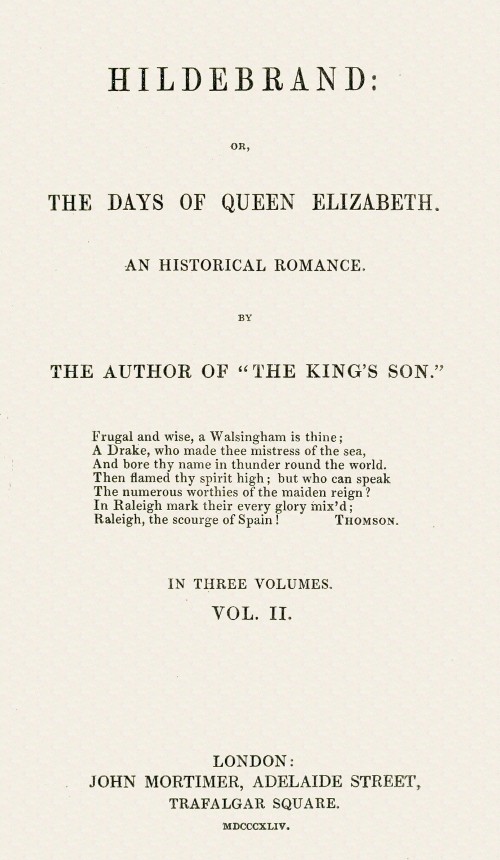 HILDEBRAND:
OR,
THE DAYS OF QUEEN ELIZABETH.
AN HISTORICAL ROMANCE.
BY
THE AUTHOR OF “THE KING’S SON.”
Frugal and wise, a Walsingham is thine;
A Drake, who made thee mistress of the sea,
And bore thy name in thunder round the world.
Then flamed thy spirit high; but who can speak
The numerous worthies of the maiden reign?
In Raleigh mark their every glory mix’d;
Raleigh, the scourge of Spain! THOMSON.
IN THREE VOLUMES.
VOL. II.
LONDON:
JOHN MORTIMER, ADELAIDE STREET,
TRAFALGAR SQUARE.
MDCCCXLIV.